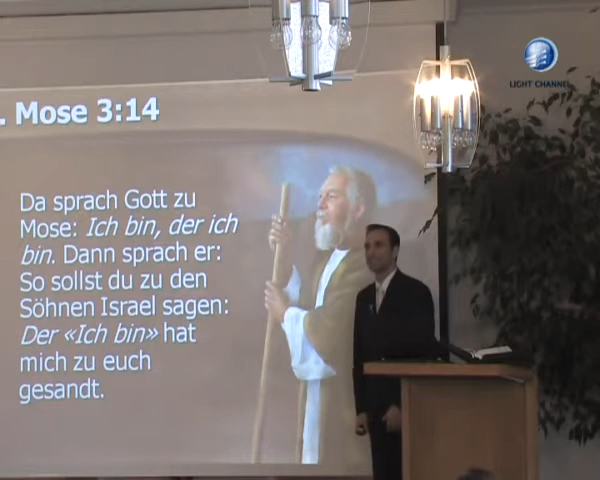 . Mose 3:14
LIGHT CHANNEL
Da sprach Gott zu
Mose: Ich bin, der ich
bin. Dann sprach er:
So sollst du zu den
Söhnen Israel sagen:
Der «Ich bin» hat
mich zu euch
gesandt.